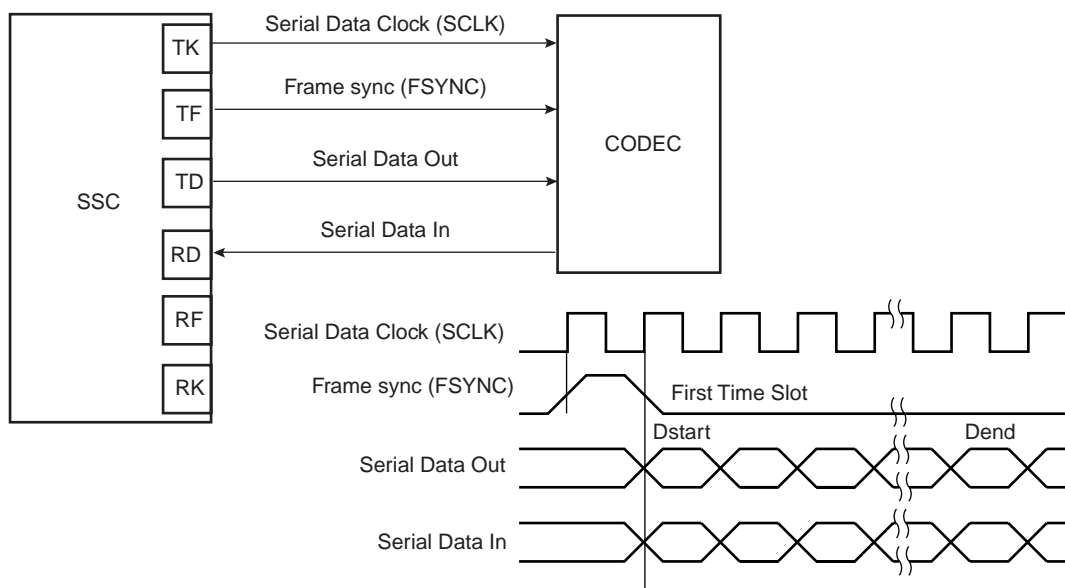 Serial Data Clock (SCLK)
TK
Frame sync (FSYNC)
TF
CODEC
Serial Data Out
TD
SSC
Serial Data In
RD
RF
Serial Data Clock (SCLK)
RK
Frame sync (FSYNC)
First Time Slot
Dstart
Dend
Serial Data Out
Serial Data In